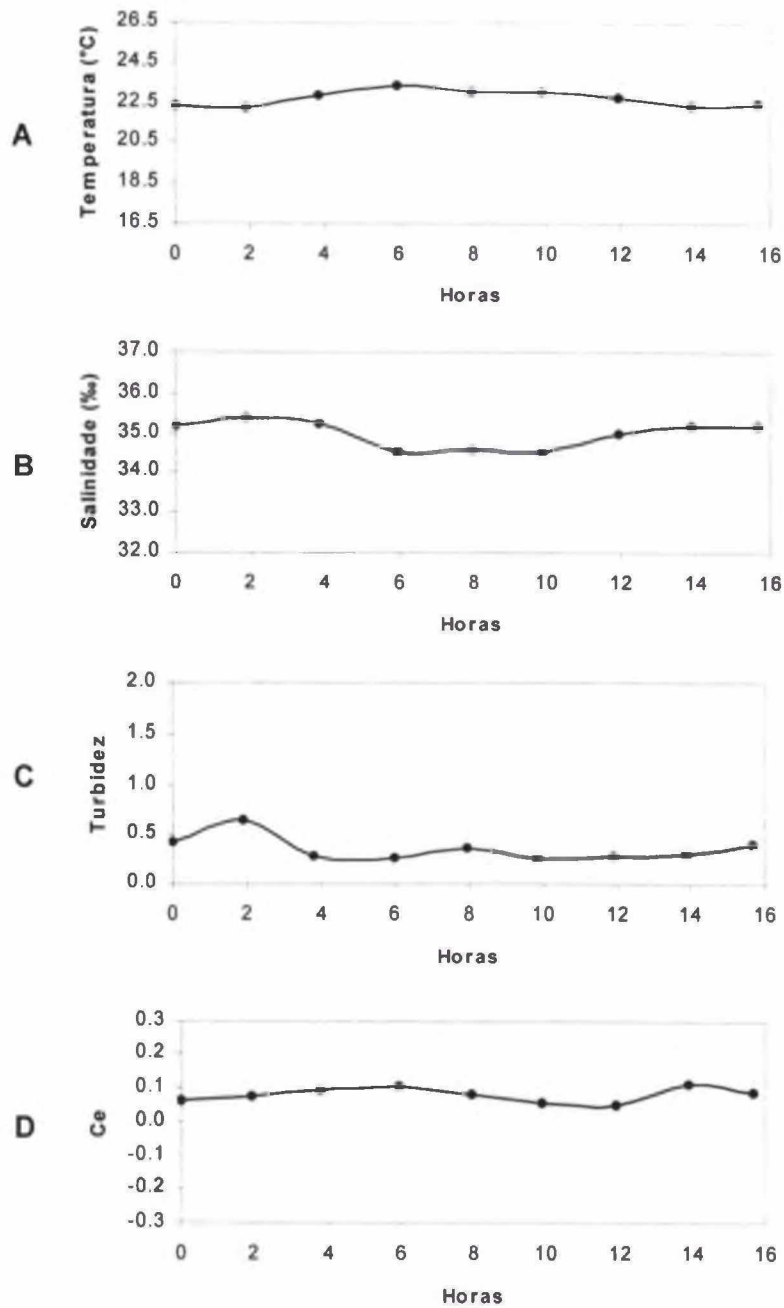 A
Temperatura (°C)
26.5
24.5
22.5
20.5
18.5
16.5
0 2 4 6 8 10 12 14 16
Horas
B
Salinidade (‰)
37.0
36.0
35.0
34.0
33.0
32.0
0 2 4 6 8 10 12 14 16
Horas
C
Turbidez
2.0
1.5
1.0
0.5
0.0
0 2 4 6 8 10 12 14 16
Horas
D
Ce
0.3
0.2
0.1
0.0
-0.1
-0.2
-0.3
0 2 4 6 8 10 12 14 16
Horas